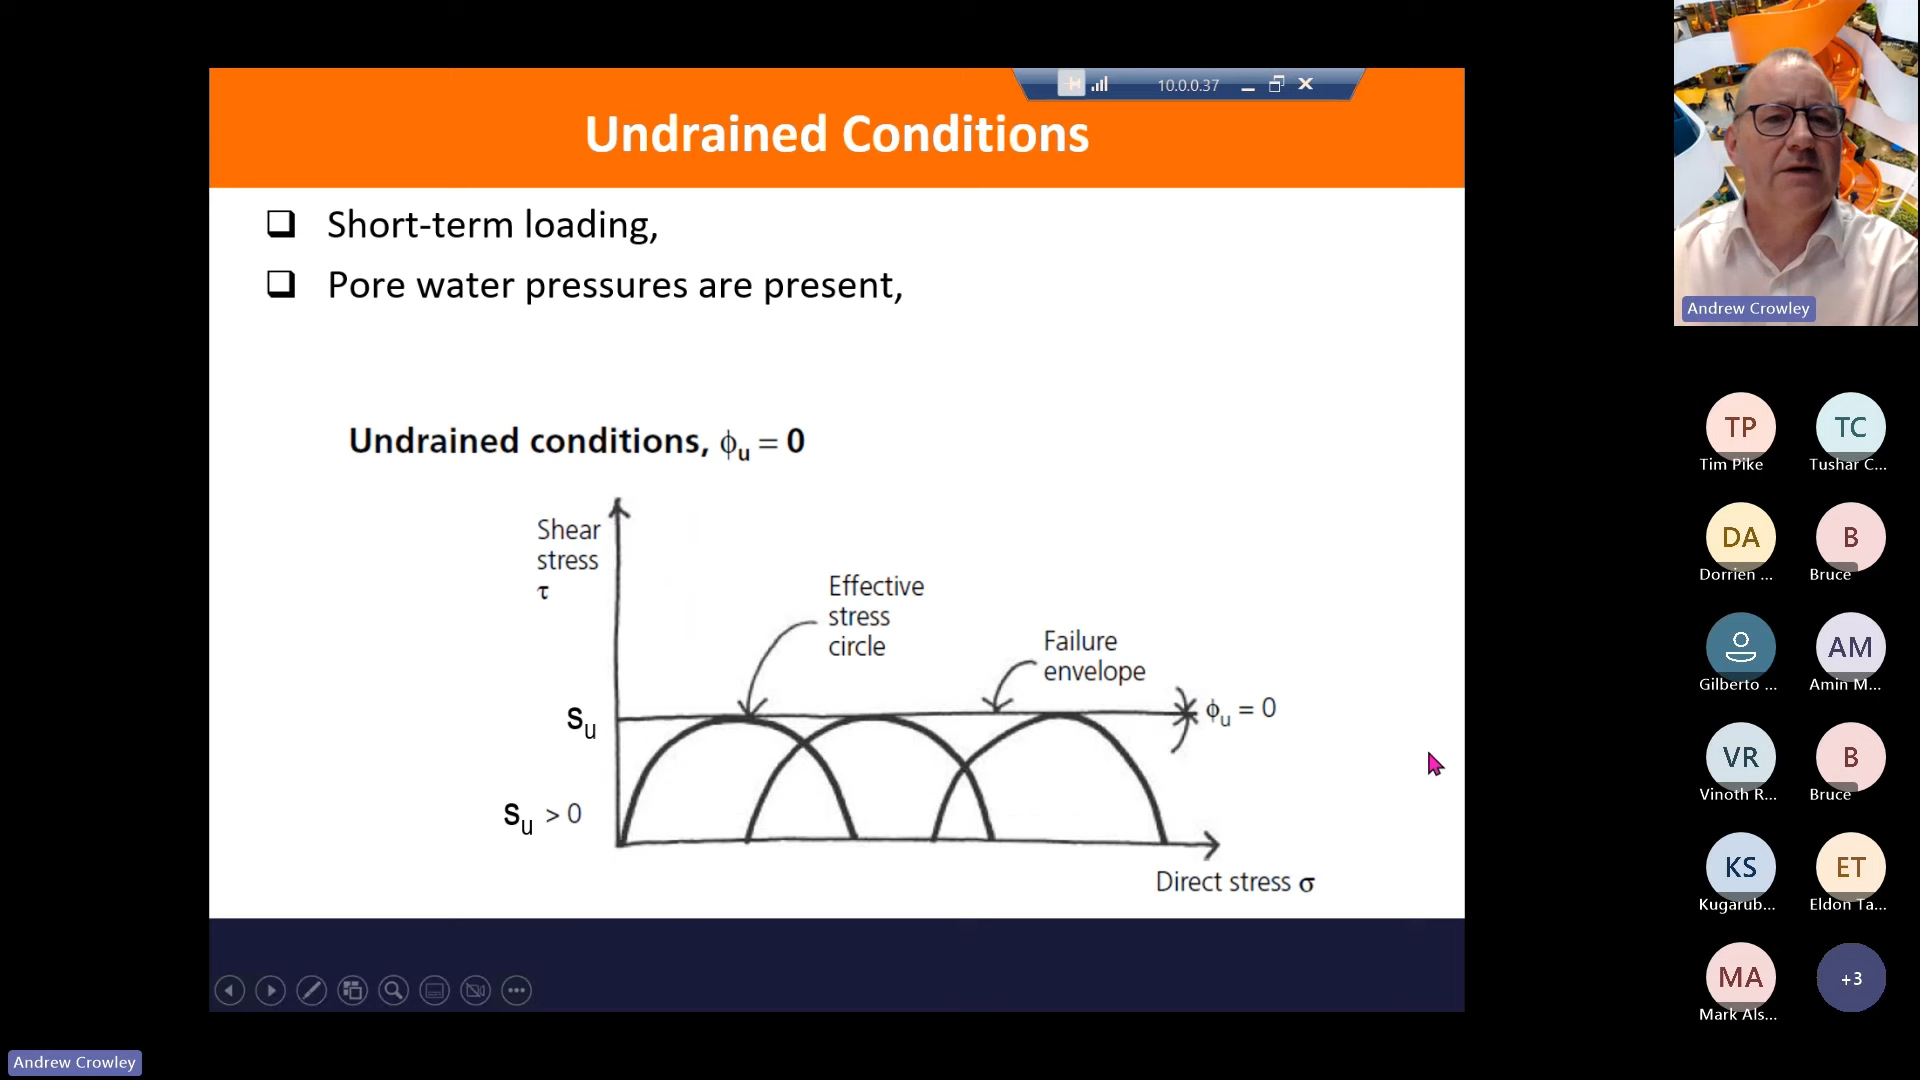 10.0.0.37
Undrained Conditions
Short-term loading,
Pore water pressures are present,
Undrained conditions, ϕu = 0
Shear
stress
τ
Effective
stress
circle
Failure
envelope
Su
ϕu = 0
Su > 0
Direct stress σ
Andrew Crowley
TP
Tim Pike
TC
Tushar C...
DA
Dorrien ...
B
Bruce
Gilberto ...
AM
Amin M...
VR
Vinoth R...
B
Bruce
KS
Kugarub...
ET
Eldon Ta...
MA
Mark Als...
+3
Andrew Crowley